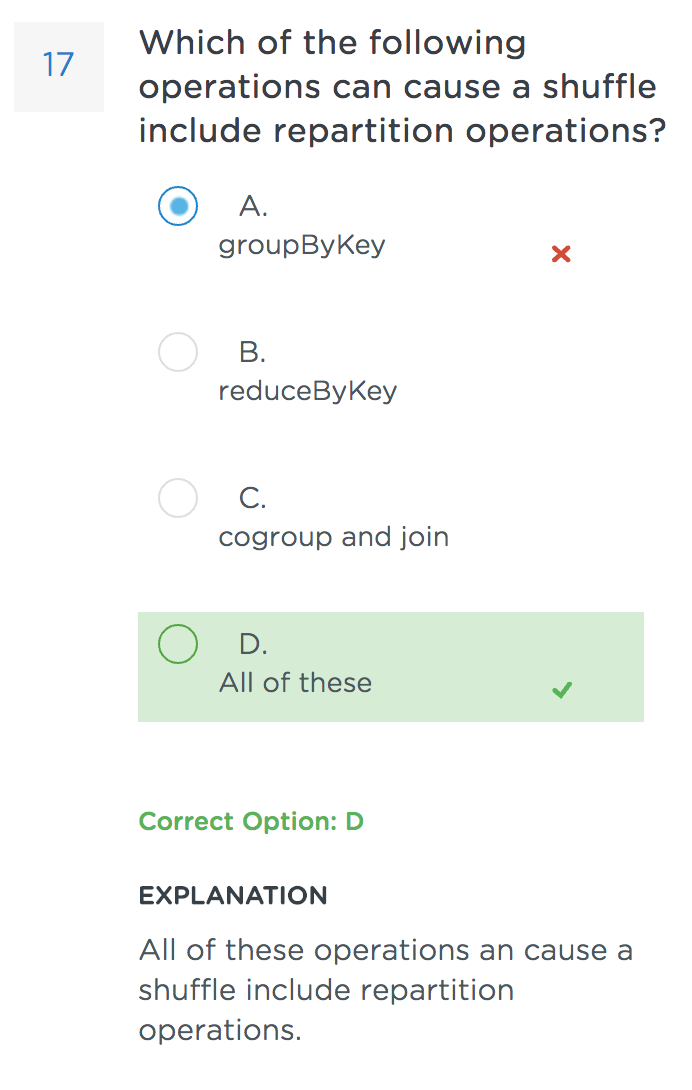 17
Which of the following
operations can cause a shuffle
include repartition operations?
A.
groupByKey
B.
reduceByKey
C.
cogroup and join
D.
All of these
Correct Option: D
EXPLANATION
All of these operations an cause a
shuffle include repartition
operations.